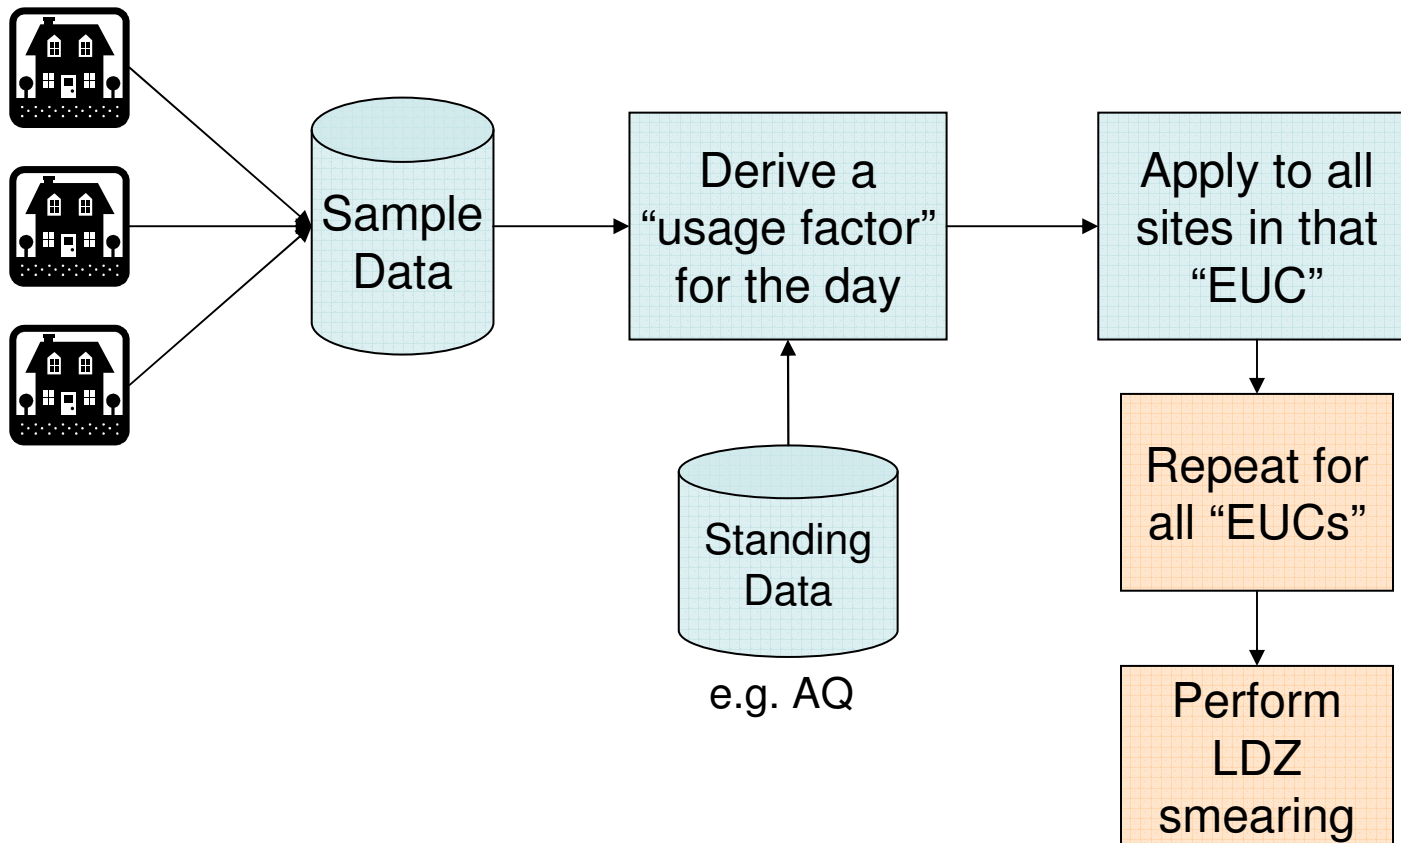 Sample
Data
Derive a
“usage factor”
for the day
Apply to all
sites in that
“EUC”
Standing
Data
e.g. AQ
Repeat for
all “EUCs”
Perform
LDZ
smearing